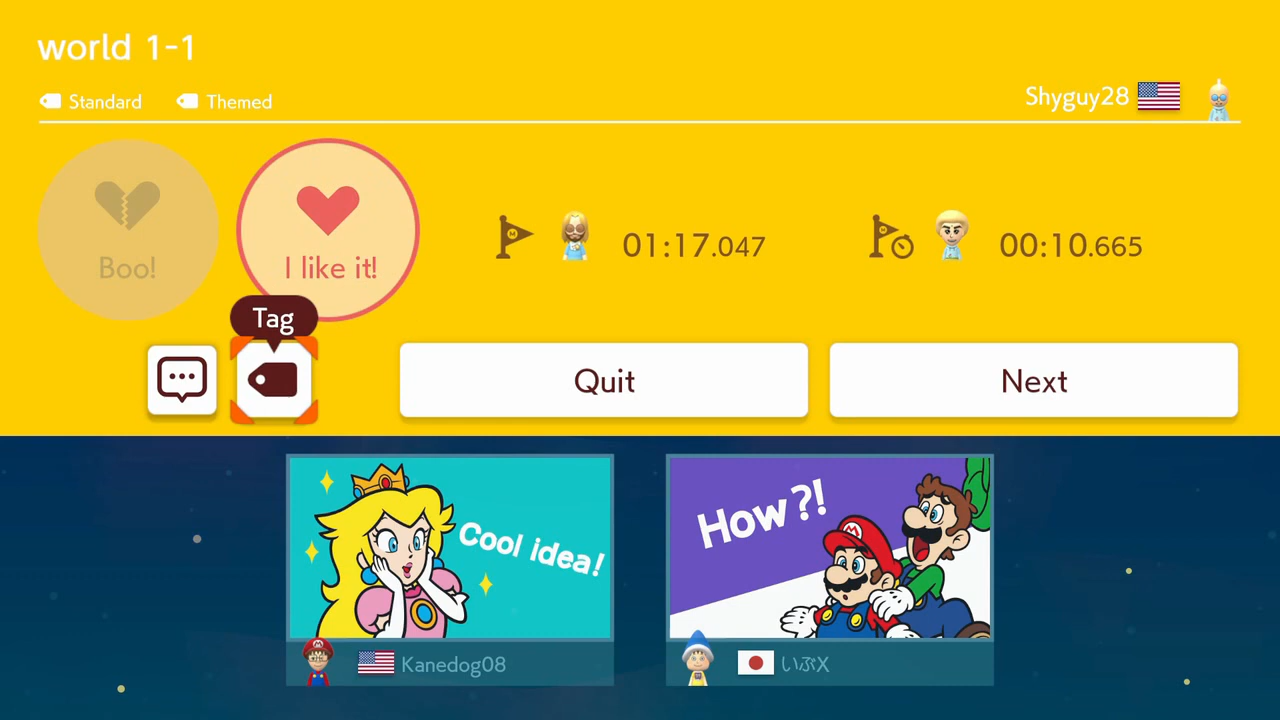 world 1-1
Standard
Themed
Shyguy28
Boo!
I like it!
01:17.047
00:10.665
Tag
Quit
Next
Cool idea!
How?!
Kanedog08
いぶX